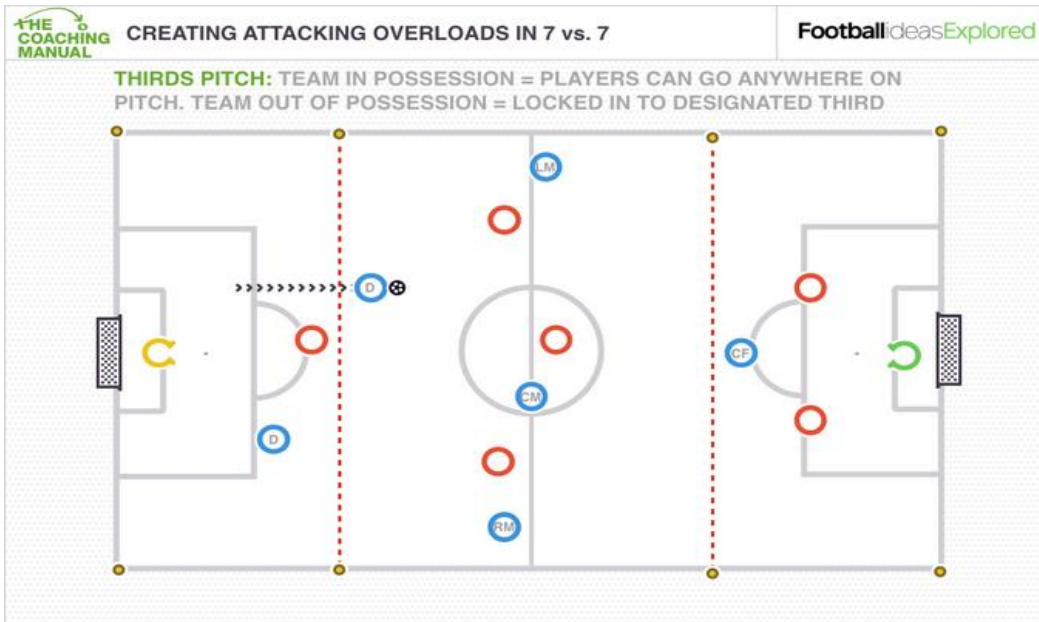 THE
COACHING
MANUAL
CREATING ATTACKING OVERLOADS IN 7 vs. 7
FootballideasExplored
THIRDS PITCH: TEAM IN POSSESSION = PLAYERS CAN GO ANYWHERE ON
PITCH. TEAM OUT OF POSSESSION = LOCKED IN TO DESIGNATED THIRD
LM
D
CF
CM
D
RM